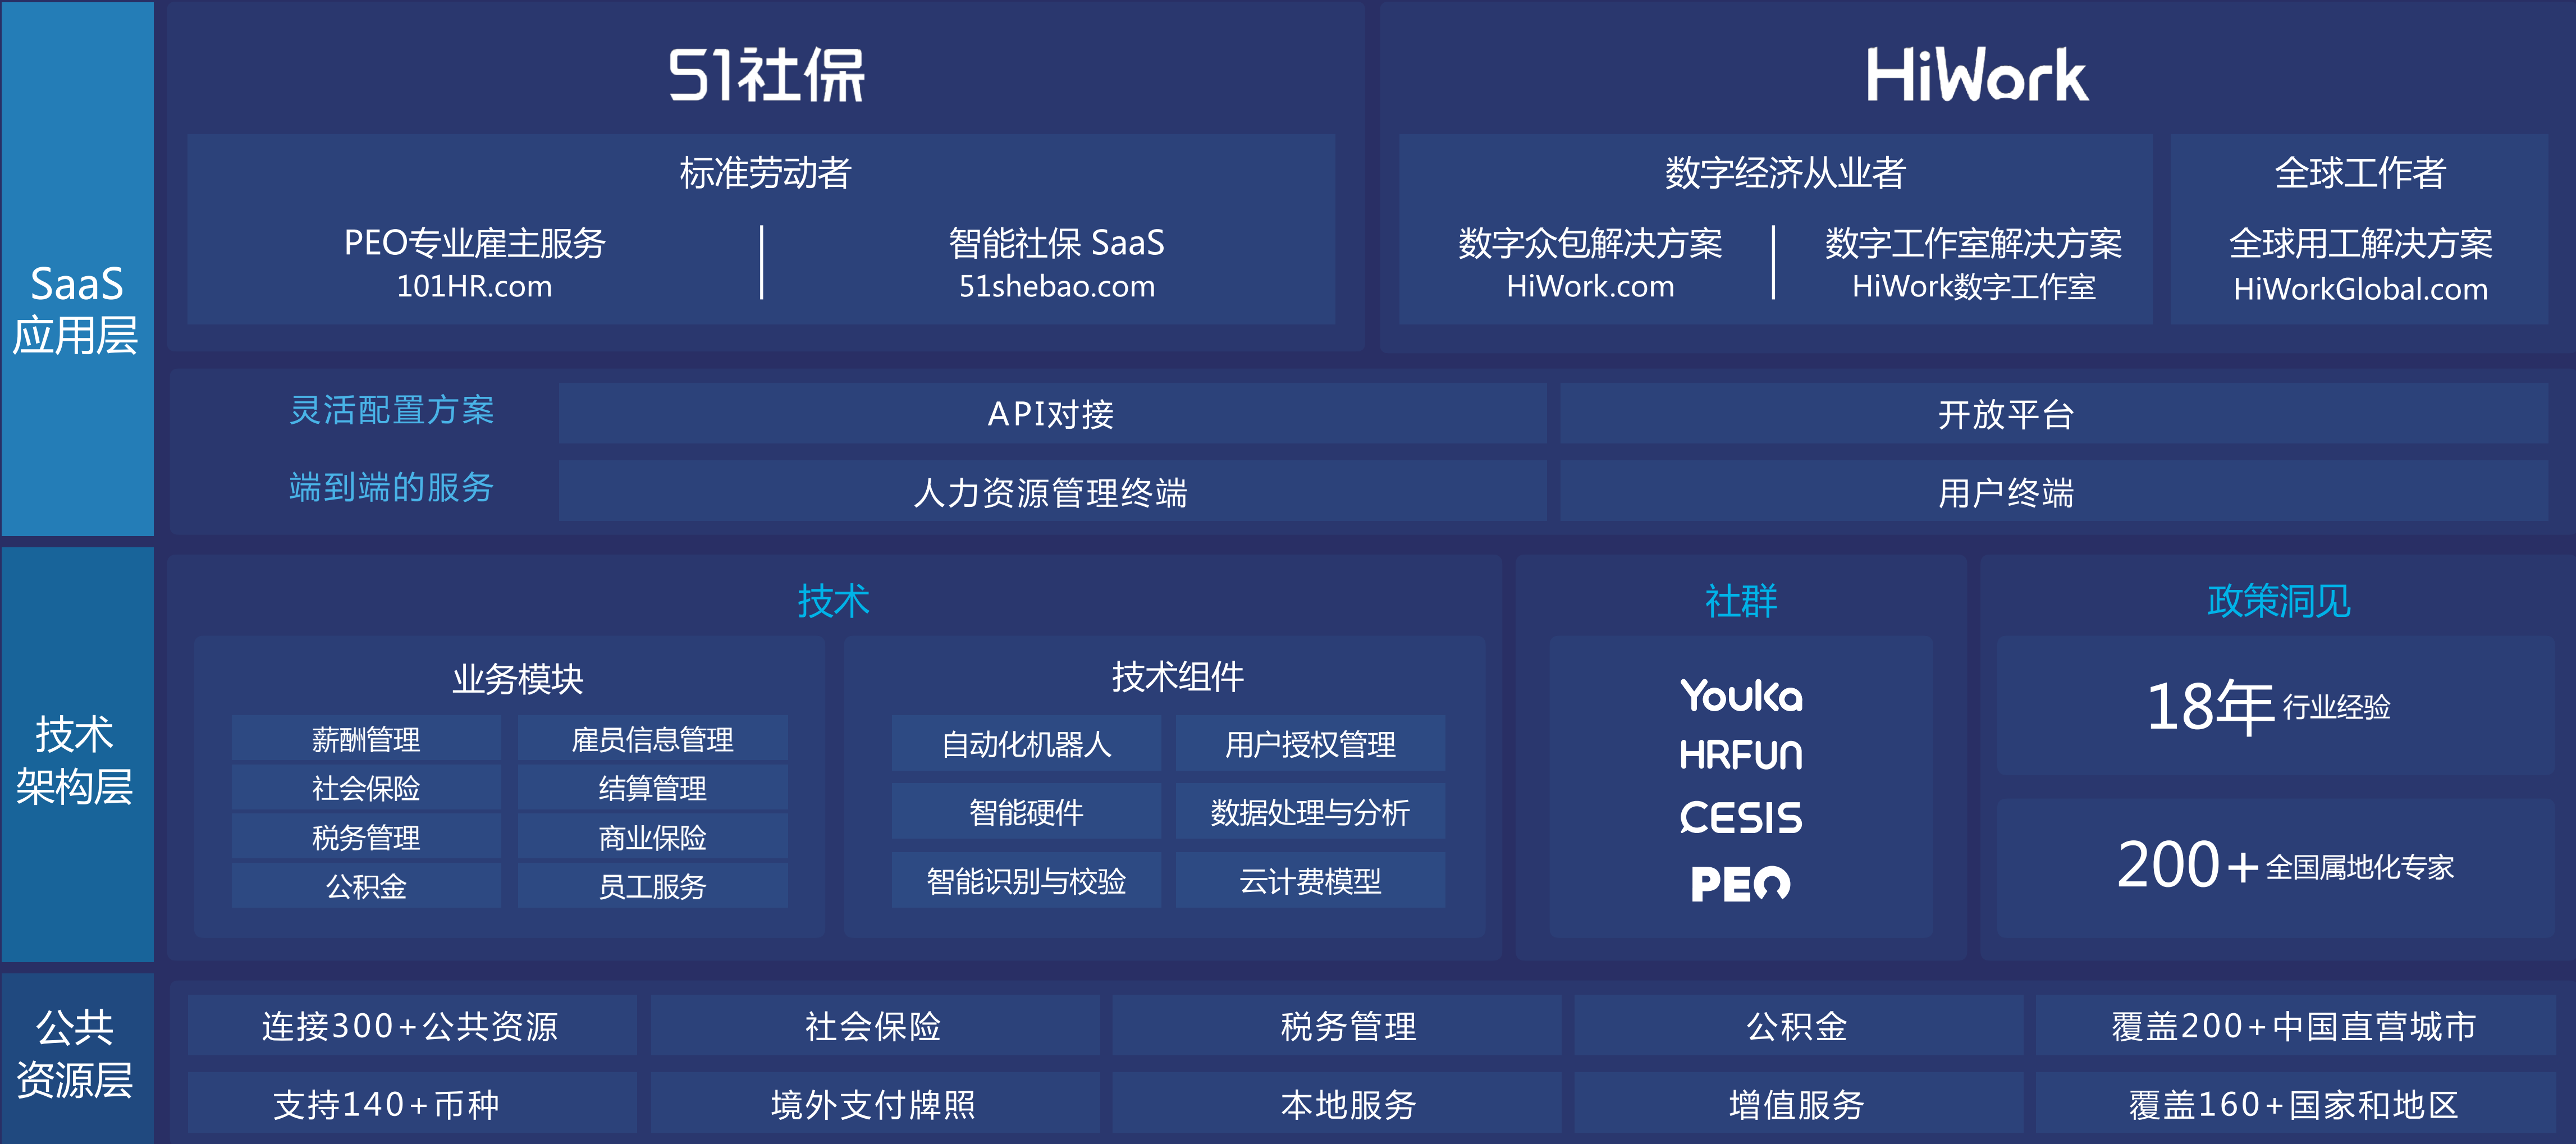 SaaS
应用层
51社保
标准劳动者
PEO专业雇主服务
101HR.com
智能社保 SaaS
51shebao.com
HiWork
数字经济从业者
数字众包解决方案
HiWork.com
数字工作室解决方案
HiWork数字工作室
全球工作者
全球用工解决方案
HiWorkGlobal.com
灵活配置方案
API对接
开放平台
端到端的服务
人力资源管理终端
用户终端
技术
架构层
技术
业务模块
薪酬管理
雇员信息管理
社会保险
结算管理
税务管理
商业保险
公积金
员工服务
技术组件
自动化机器人
用户授权管理
智能硬件
数据处理与分析
智能识别与校验
云计费模型
社群
YouKa
HRFUN
CESIS
PEO
政策洞见
18年 行业经验
200+ 全国属地化专家
公共
资源层
连接300+公共资源
社会保险
税务管理
公积金
覆盖200+中国直营城市
支持140+币种
境外支付牌照
本地服务
增值服务
覆盖160+国家和地区